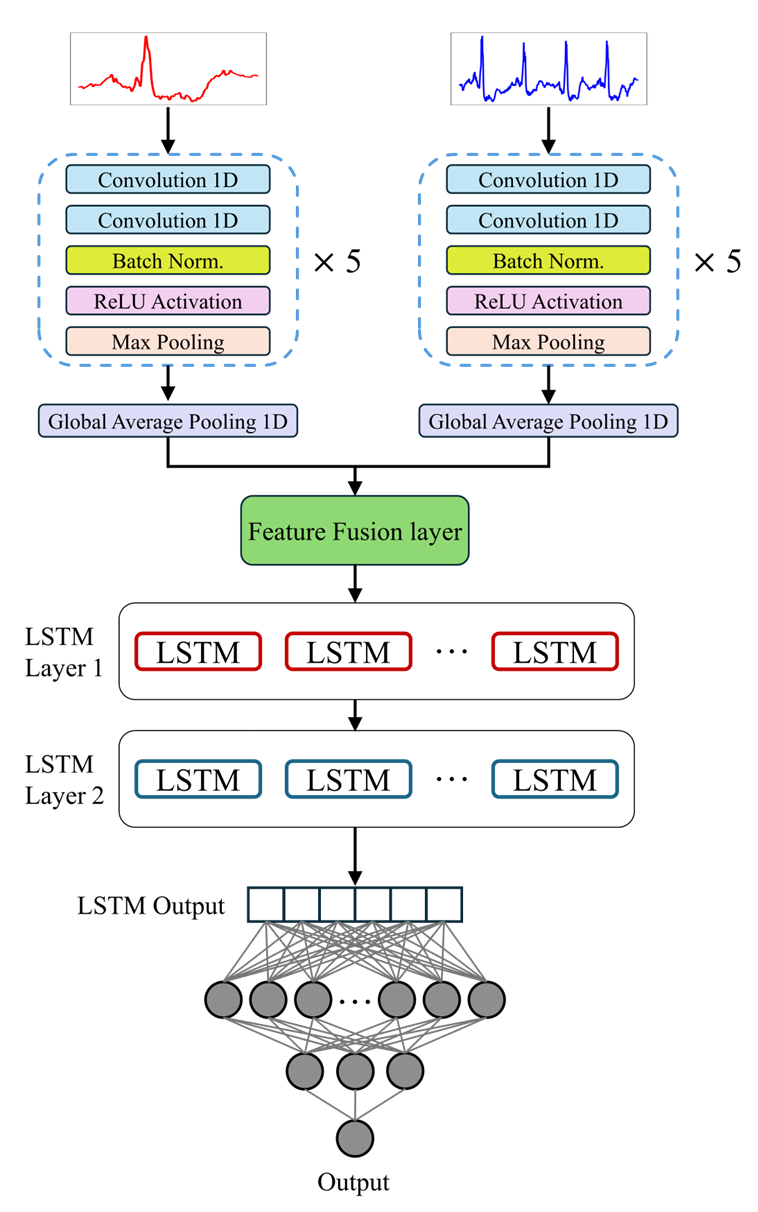 Convolution 1D
Convolution 1D
Batch Norm.
ReLU Activation
Max Pooling
× 5
Global Average Pooling 1D
Convolution 1D
Convolution 1D
Batch Norm.
ReLU Activation
Max Pooling
× 5
Global Average Pooling 1D
Feature Fusion layer
LSTM
Layer 1
LSTM LSTM ··· LSTM
LSTM
Layer 2
LSTM LSTM ··· LSTM
LSTM Output
···
Output